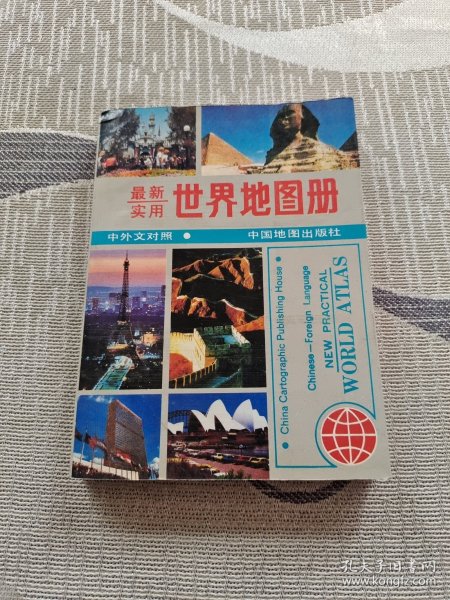 最新
实用
世界地图册
中外文对照 ● 中国地图出版社
● China Cartographic Publishing House ●
Chinese—Foreign Language
NEW PRACTICAL
WORLD ATLAS
孔夫子旧书网
www.kongfz.com